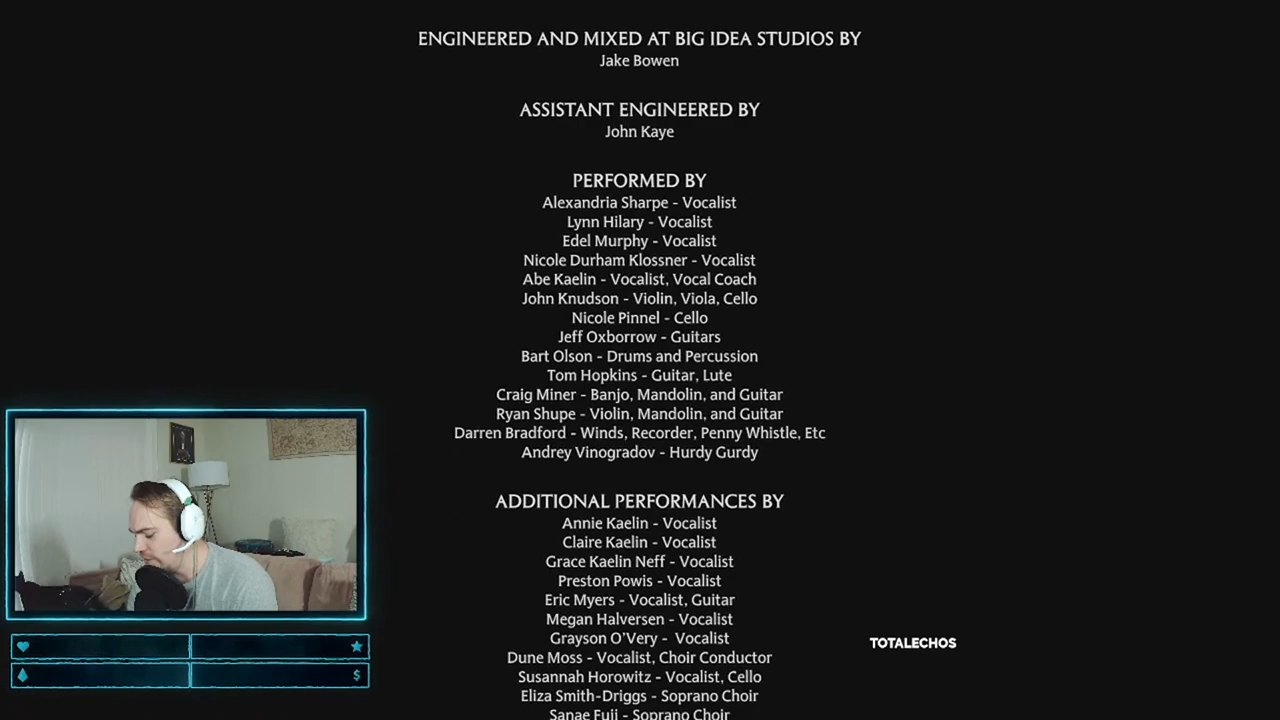 ENGINEERED AND MIXED AT BIG IDEA STUDIOS BY
Jake Bowen
ASSISTANT ENGINEERED BY
John Kaye
PERFORMED BY
Alexandria Sharpe - Vocalist
Lynn Hilary - Vocalist
Edel Murphy - Vocalist
Nicole Durham Klossner - Vocalist
Abe Kaelin - Vocalist, Vocal Coach
John Knudson - Violin, Viola, Cello
Nicole Pinnel - Cello
Jeff Oxborrow - Guitars
Bart Olson - Drums and Percussion
Tom Hopkins - Guitar, Lute
Craig Miner - Banjo, Mandolin, and Guitar
Ryan Shupe - Violin, Mandolin, and Guitar
Darren Bradford - Winds, Recorder, Penny Whistle, Etc
Andrey Vinogradov - Hurdy Gurdy
ADDITIONAL PERFORMANCES BY
Annie Kaelin - Vocalist
Claire Kaelin - Vocalist
Grace Kaelin Neff - Vocalist
Preston Powis - Vocalist
Eric Myers - Vocalist, Guitar
Megan Halversen - Vocalist
Grayson O'Very - Vocalist
Dune Moss - Vocalist, Choir Conductor
Susannah Horowitz - Vocalist, Cello
Eliza Smith-Driggs - Soprano Choir
Sanae Fuji - Soprano Choir
TOTALECHOS
$